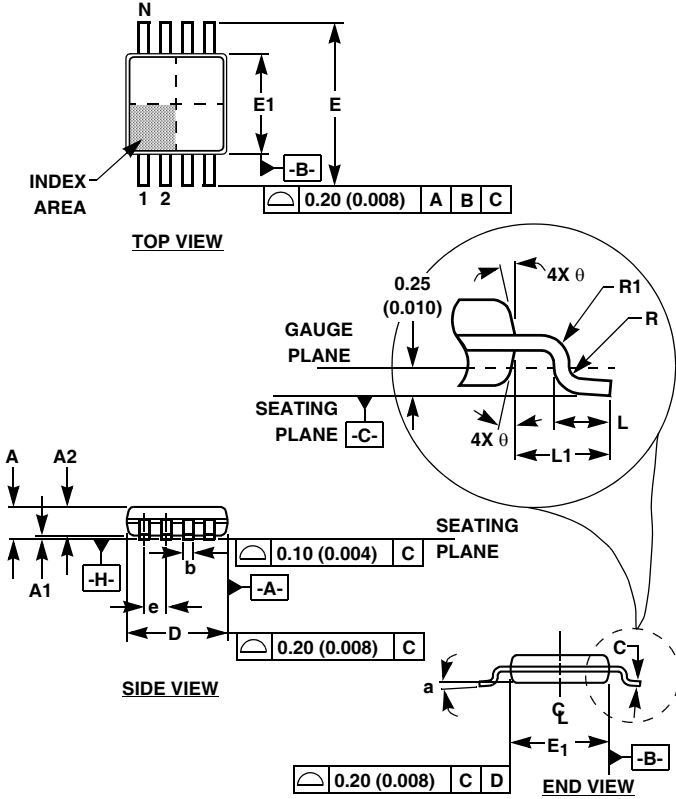 N
E1
E
-B-
INDEX
AREA
1 2
0.20 (0.008) A B C
TOP VIEW
0.25
(0.010)
4X θ
R1
R
GAUGE
PLANE
SEATING
PLANE
-C-
4X θ
L
L1
A
A2
A1
-H-
b
e
D
SEATING
PLANE
0.10 (0.004) C
-A-
0.20 (0.008) C
SIDE VIEW
C
a
CL
E1
-B-
0.20 (0.008) C D
END VIEW